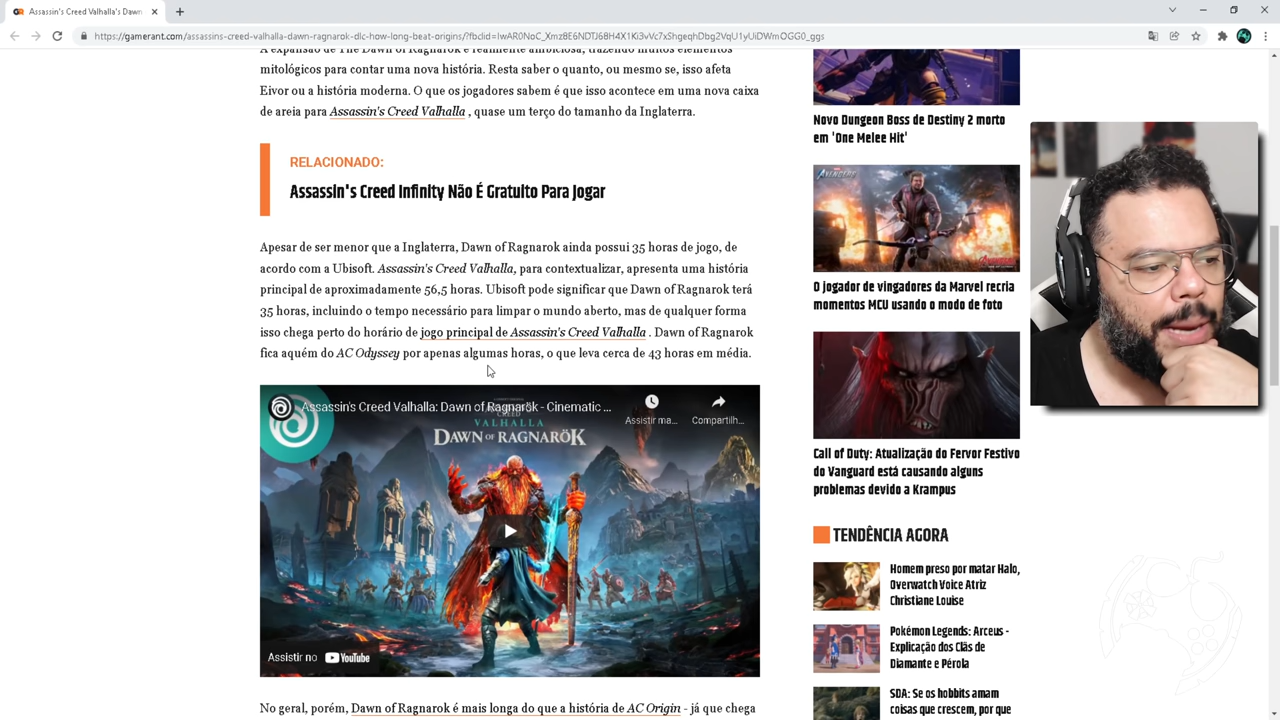 Assassin's Creed Valhalla's Dawn
https://gamerant.com/assassins-creed-valhalla-dawn-ragnarok-dlc-how-long-beat-origins/?fbclid=IwAR0NoC_Xmz8E6NDTJ68H4X1Ki3vVc7xShgeqhDbg2VqU1yUiDWmOGG0_ggs
A expansão de The Dawn of Ragnarok é realmente ambiciosa, trazendo muitos elementos
mitológicos para contar uma nova história. Resta saber o quanto, ou mesmo se, isso afeta
Eivor ou a história moderna. O que os jogadores sabem é que isso acontece em uma nova caixa
de areia para Assassin's Creed Valhalla , quase um terço do tamanho da Inglaterra.
RELACIONADO:
Assassin's Creed Infinity Não É Gratuito Para Jogar
Apesar de ser menor que a Inglaterra, Dawn of Ragnarok ainda possui 35 horas de jogo, de
acordo com a Ubisoft. Assassin's Creed Valhalla, para contextualizar, apresenta uma história
principal de aproximadamente 56,5 horas. Ubisoft pode significar que Dawn of Ragnarok terá
35 horas, incluindo o tempo necessário para limpar o mundo aberto, mas de qualquer forma
isso chega perto do horário de jogo principal de Assassin's Creed Valhalla . Dawn of Ragnarok
fica aquém do AC Odyssey por apenas algumas horas, o que leva cerca de 43 horas em média.
Assassin's Creed Valhalla: Dawn of Ragnarök - Cinematic ...
Assistir ma...
Compartilh...
VALHALLA
DAWN OF RAGNARÖK
Assistir no YouTube
No geral, porém, Dawn of Ragnarok é mais longa do que a história de AC Origin - já que chega
Novo Dungeon Boss de Destiny 2 morto
em 'One Melee Hit'
AVENGERS
O jogador de vingadores da Marvel recria
momentos MCU usando o modo de foto
Call of Duty: Atualização do Fervor Festivo
do Vanguard está causando alguns
problemas devido a Krampus
TENDÊNCIA AGORA
Homem preso por matar Halo,
Overwatch Voice Atriz
Christiane Louise
Pokémon Legends: Arceus -
Explicação dos Clãs de
Diamante e Pérola
SDA: Se os hobbits amam
coisas que crescem, por que